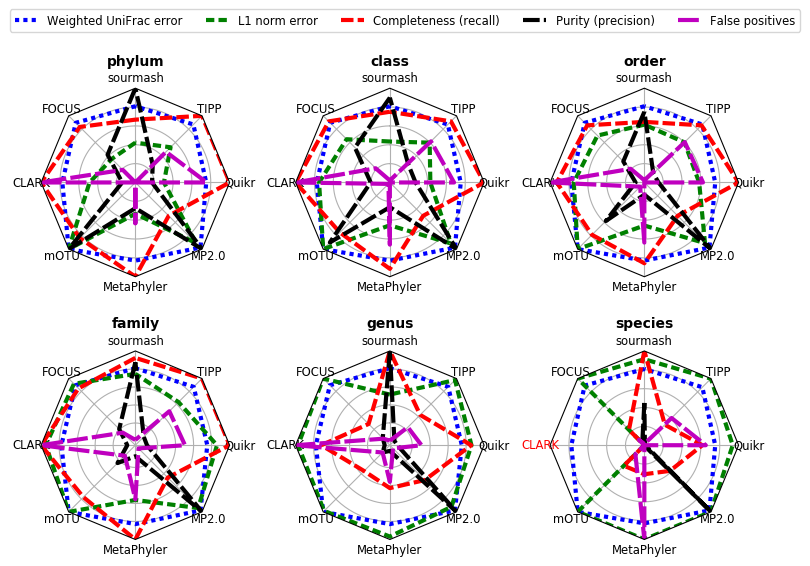 Weighted UniFrac error L1 norm error Completeness (recall) Purity (precision) False positives
phylum class order
sourmash sourmash sourmash
FOCUS TIPP FOCUS TIPP FOCUS TIPP
CLARK Quikr CLARK Quikr CLARK Quikr
mOTU MP2.0 mOTU MP2.0 mOTU MP2.0
MetaPhyler MetaPhyler MetaPhyler
family genus species
sourmash sourmash sourmash
FOCUS TIPP FOCUS TIPP FOCUS TIPP
CLARK Quikr CLARK Quikr CLARK Quikr
mOTU MP2.0 mOTU MP2.0 mOTU MP2.0
MetaPhyler MetaPhyler MetaPhyler